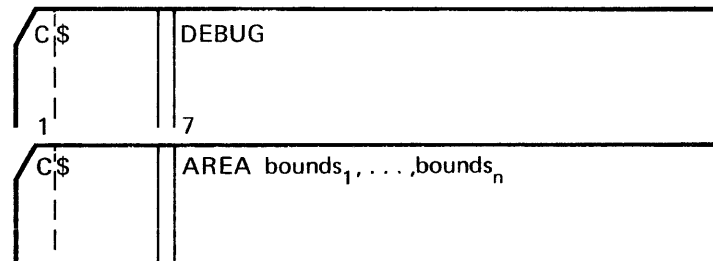 C$ DEBUG
1 7
C$ AREA bounds₁, . . . ,boundsₙ